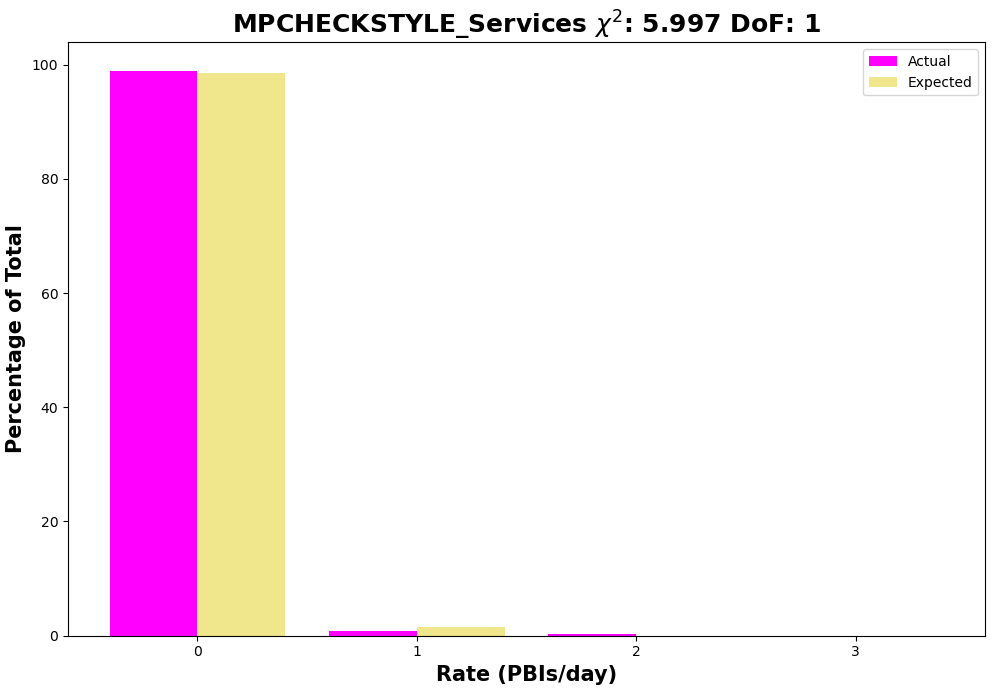 MPCHECKSTYLE_Services χ²: 5.997 DoF: 1
Actual
Expected
Percentage of Total
100
80
60
40
20
0
0 1 2 3
Rate (PBIs/day)